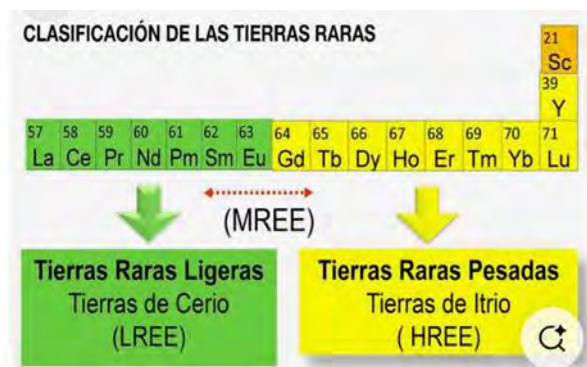 CLASIFICACIÓN DE LAS TIERRAS RARAS
21
Sc
39
Y
57 58 59 60 61 62 63 64 65 66 67 68 69 70 71
La Ce Pr Nd Pm Sm Eu Gd Tb Dy Ho Er Tm Yb Lu
(MREE)
Tierras Raras Ligeras
Tierras de Cerio
(LREE)
Tierras Raras Pesadas
Tierras de Itrio
( HREE)